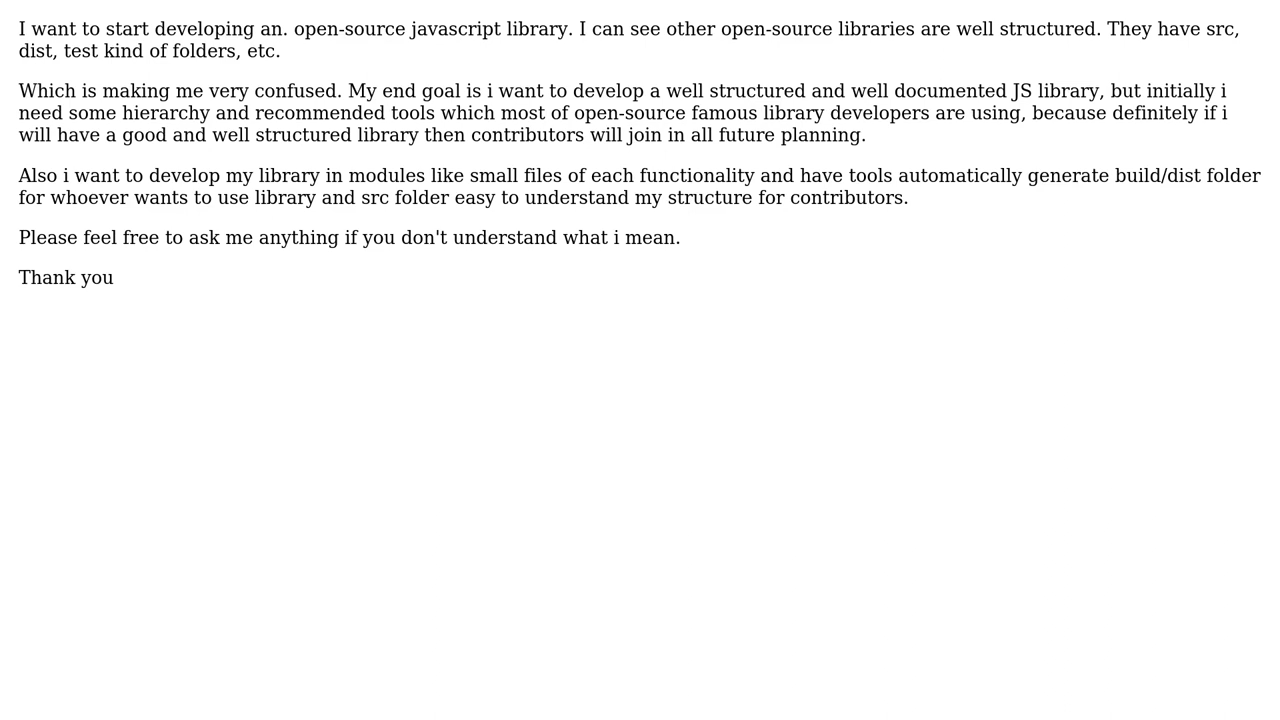 I want to start developing an. open-source javascript library. I can see other open-source libraries are well structured. They have src,
dist, test kind of folders, etc.
Which is making me very confused. My end goal is i want to develop a well structured and well documented JS library, but initially i
need some hierarchy and recommended tools which most of open-source famous library developers are using, because definitely if i
will have a good and well structured library then contributors will join in all future planning.
Also i want to develop my library in modules like small files of each functionality and have tools automatically generate build/dist folder
for whoever wants to use library and src folder easy to understand my structure for contributors.
Please feel free to ask me anything if you don't understand what i mean.
Thank you